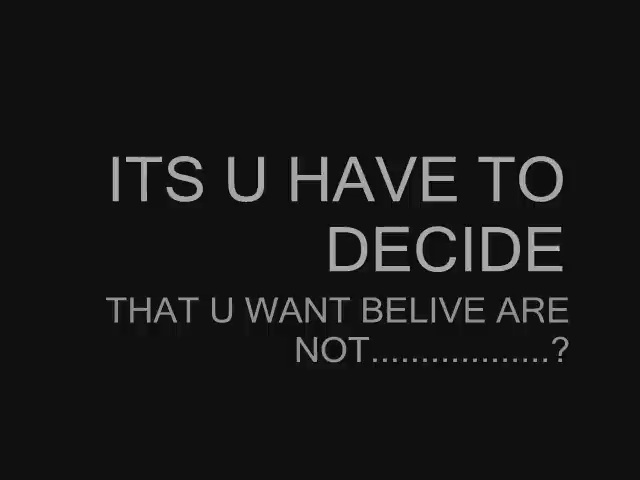 ITS U HAVE TO
DECIDE
THAT U WANT BELIVE ARE
NOT..................?